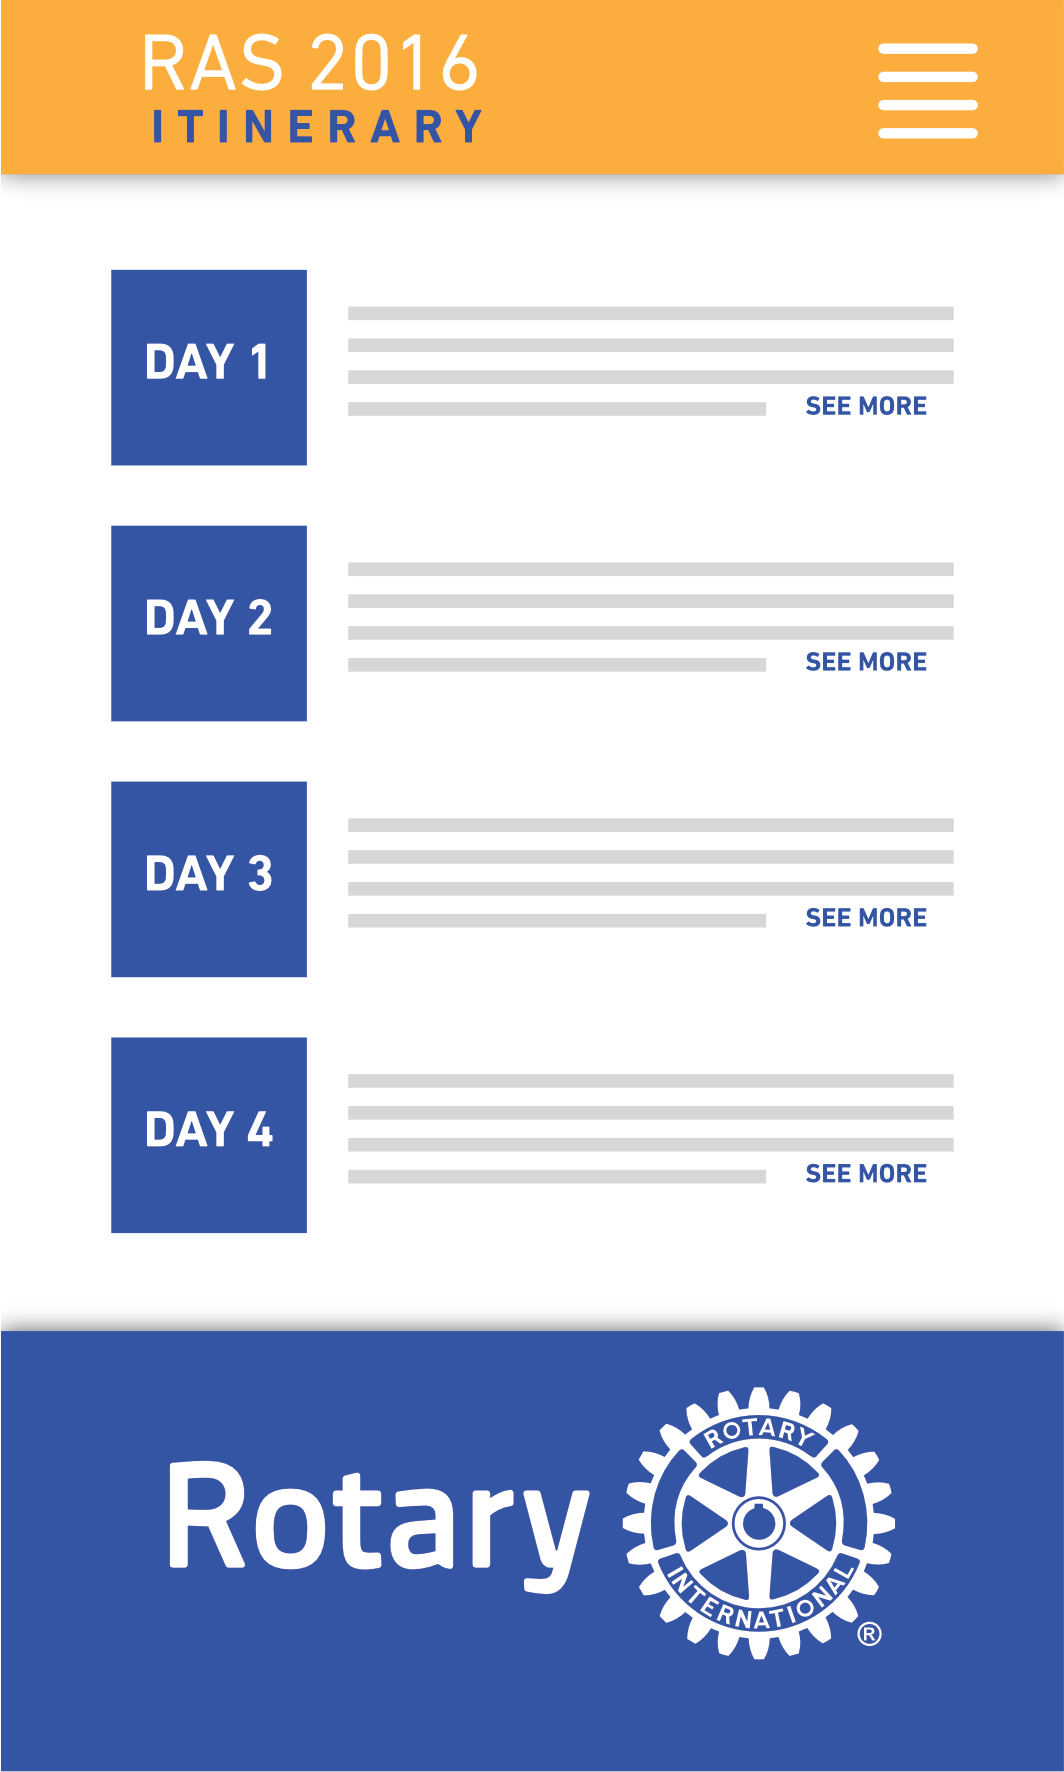 RAS 2016
ITINERARY
DAY 1
SEE MORE
DAY 2
SEE MORE
DAY 3
SEE MORE
DAY 4
SEE MORE
Rotary
ROTARY
INTERNATIONAL
®